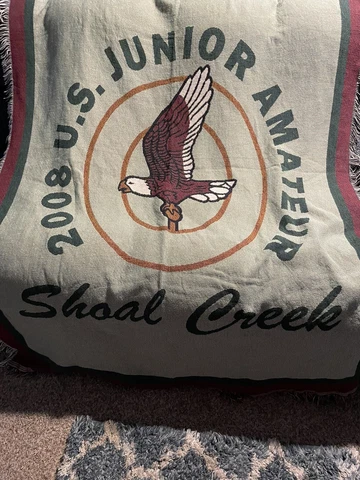 2008 U.S. JUNIOR AMATEUR
Shoal Creek